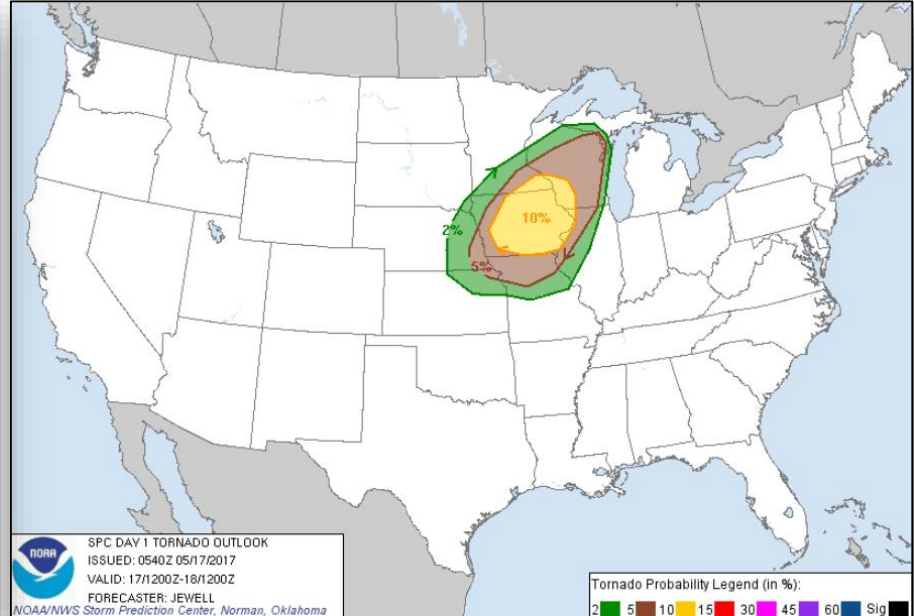 10%
2%
5%
NOAA
SPC DAY 1 TORNADO OUTLOOK
ISSUED: 0540Z 05/17/2017
VALID: 17/1200Z-18/1200Z
FORECASTER: JEWELL
NOAA/NWS Storm Prediction Center, Norman, Oklahoma
Tornado Probability Legend (in %):
2 5 10 15 30 45 60 Sig